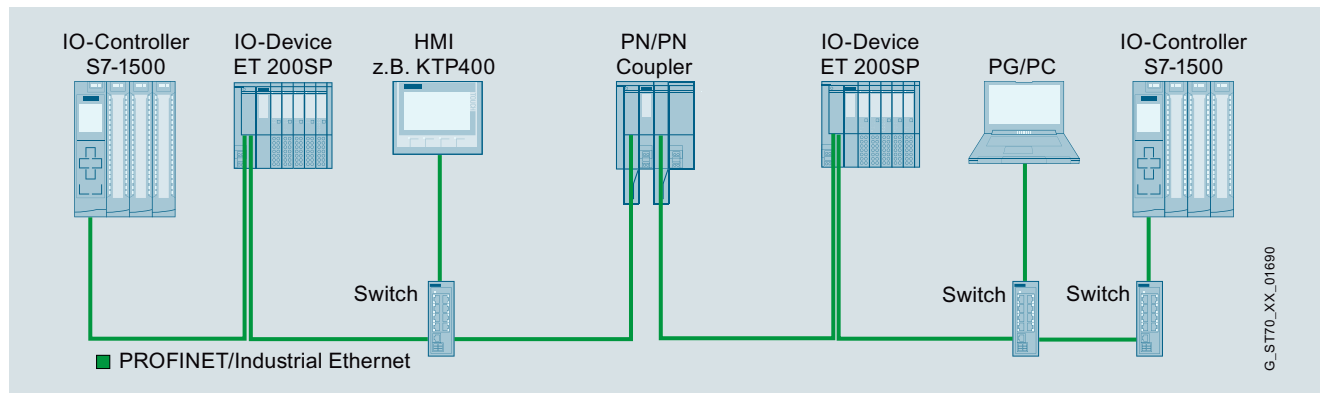 IO-Controller
S7-1500
IO-Device
ET 200SP
HMI
z.B. KTP400
PN/PN
Coupler
IO-Device
ET 200SP
PG/PC
IO-Controller
S7-1500
Switch
Switch
Switch
PROFINET/Industrial Ethernet
G_ST70_XX_01690